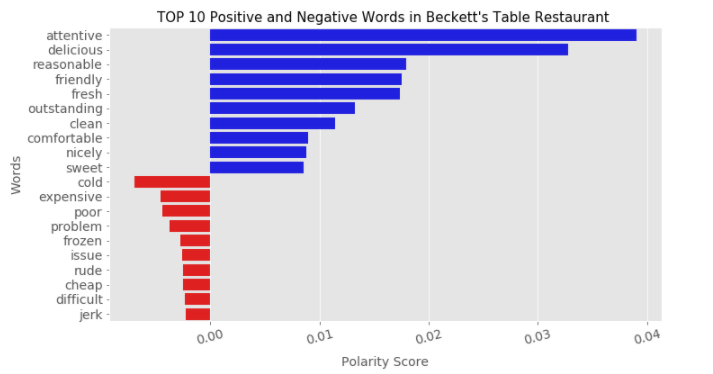 TOP 10 Positive and Negative Words in Beckett's Table Restaurant
attentive
delicious
reasonable
friendly
fresh
outstanding
clean
comfortable
nicely
sweet
cold
expensive
poor
problem
frozen
issue
rude
cheap
difficult
jerk
Words
0.00 0.01 0.02 0.03 0.04
Polarity Score